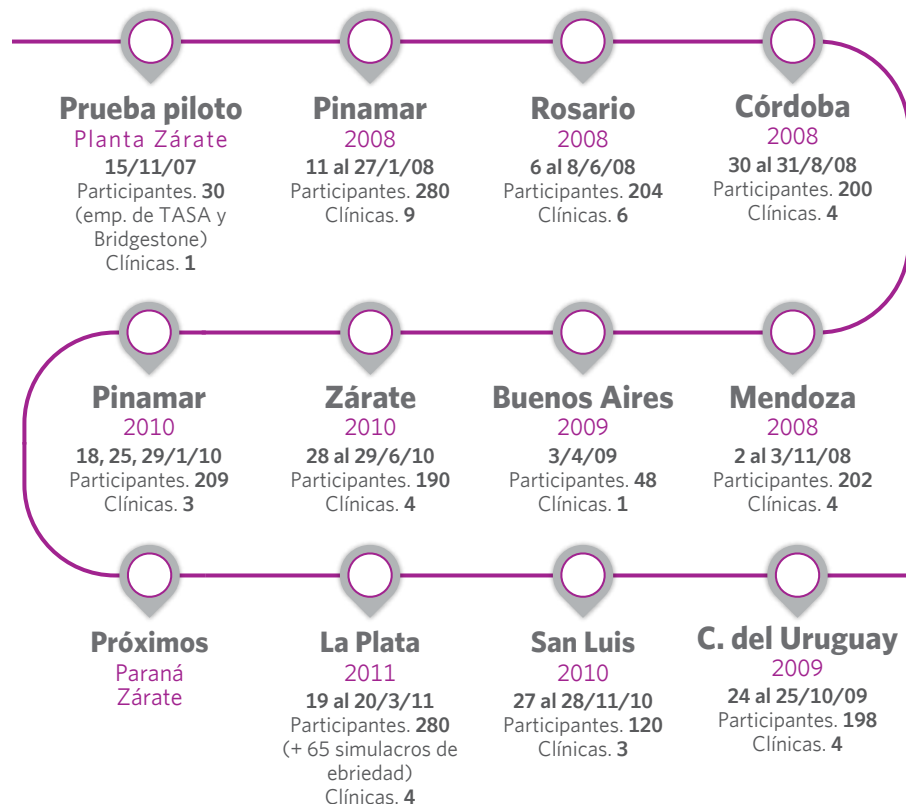 Prueba piloto
Planta Zárate
15/11/07
Participantes. 30
(emp. de TASA y
Bridgestone)
Clínicas. 1
Pinamar
2008
11 al 27/1/08
Participantes. 280
Clínicas. 9
Rosario
2008
6 al 8/6/08
Participantes. 204
Clínicas. 6
Córdoba
2008
30 al 31/8/08
Participantes. 200
Clínicas. 4
Pinamar
2010
18, 25, 29/1/10
Participantes. 209
Clínicas. 3
Zárate
2010
28 al 29/6/10
Participantes. 190
Clínicas. 4
Buenos Aires
2009
3/4/09
Participantes. 48
Clínicas. 1
Mendoza
2008
2 al 3/11/08
Participantes. 202
Clínicas. 4
Próximos
Paraná
Zárate
La Plata
2011
19 al 20/3/11
Participantes. 280
(+ 65 simulacros de
ebriedad)
Clínicas. 4
San Luis
2010
27 al 28/11/10
Participantes. 120
Clínicas. 3
C. del Uruguay
2009
24 al 25/10/09
Participantes. 198
Clínicas. 4